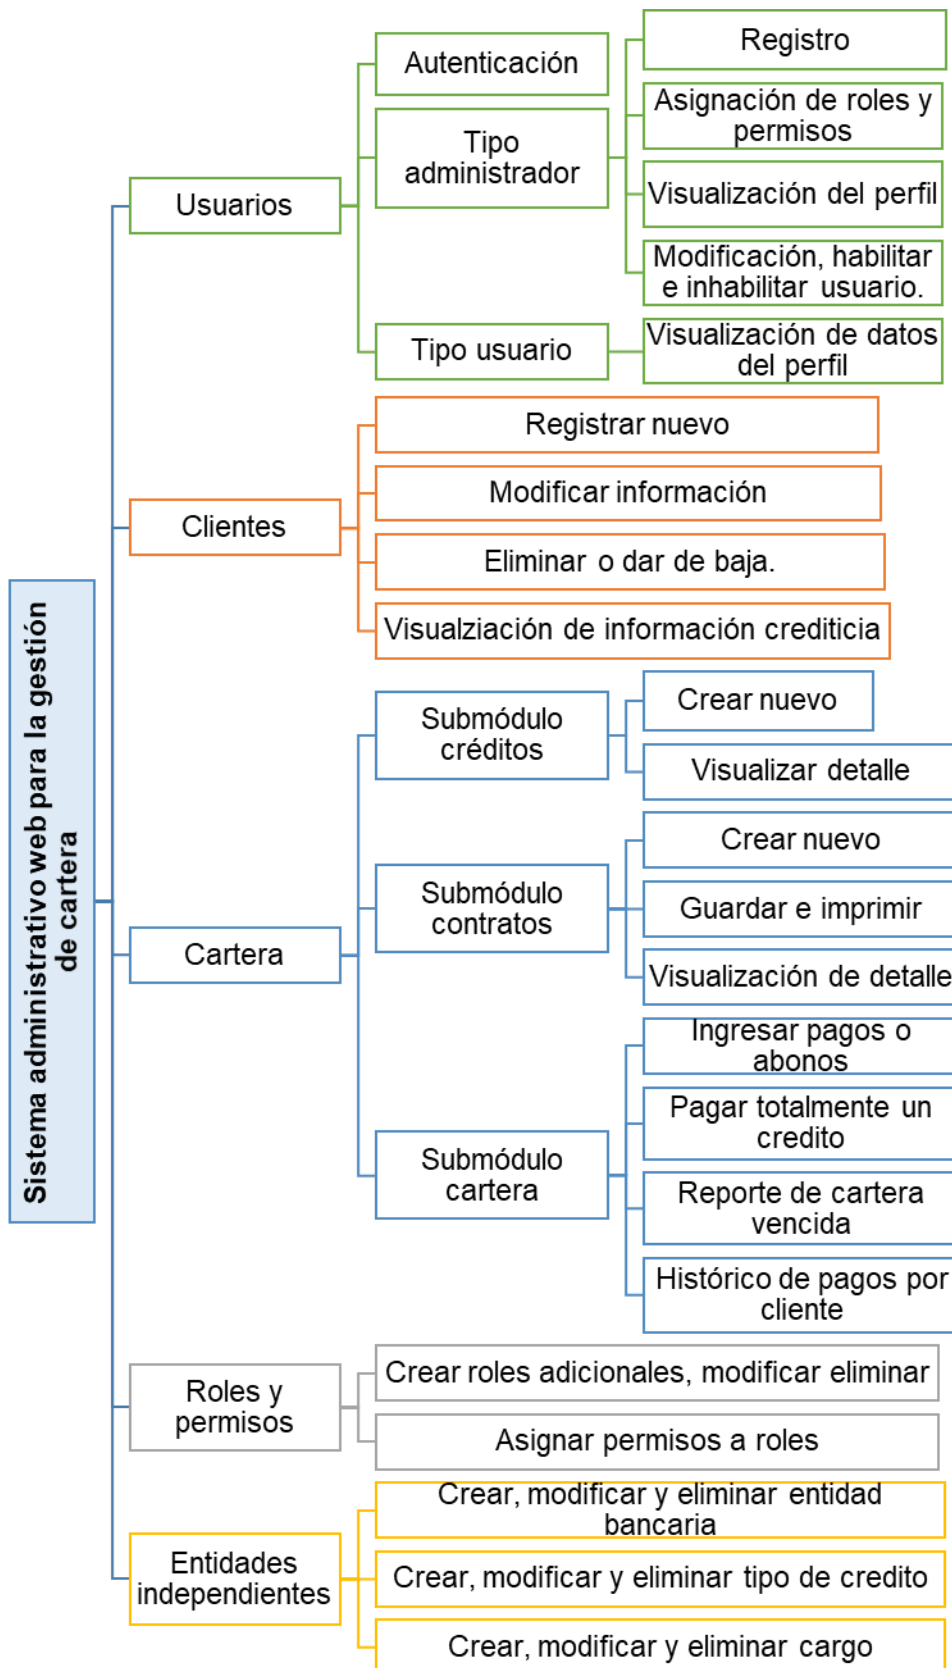 Sistema administrativo web para la gestión
de cartera
Usuarios
Autenticación
Tipo
administrador
Registro
Asignación de roles y
permisos
Visualización del perfil
Modificación, habilitar
e inhabilitar usuario.
Tipo usuario
Visualización de datos
del perfil
Clientes
Registrar nuevo
Modificar información
Eliminar o dar de baja.
Visualziación de información crediticia
Cartera
Submódulo
créditos
Crear nuevo
Visualizar detalle
Submódulo
contratos
Crear nuevo
Guardar e imprimir
Visualización de detalle
Submódulo
cartera
Ingresar pagos o
abonos
Pagar totalmente un
credito
Reporte de cartera
vencida
Histórico de pagos por
cliente
Roles y
permisos
Crear roles adicionales, modificar eliminar
Asignar permisos a roles
Entidades
independientes
Crear, modificar y eliminar entidad
bancaria
Crear, modificar y eliminar tipo de credito
Crear, modificar y eliminar cargo